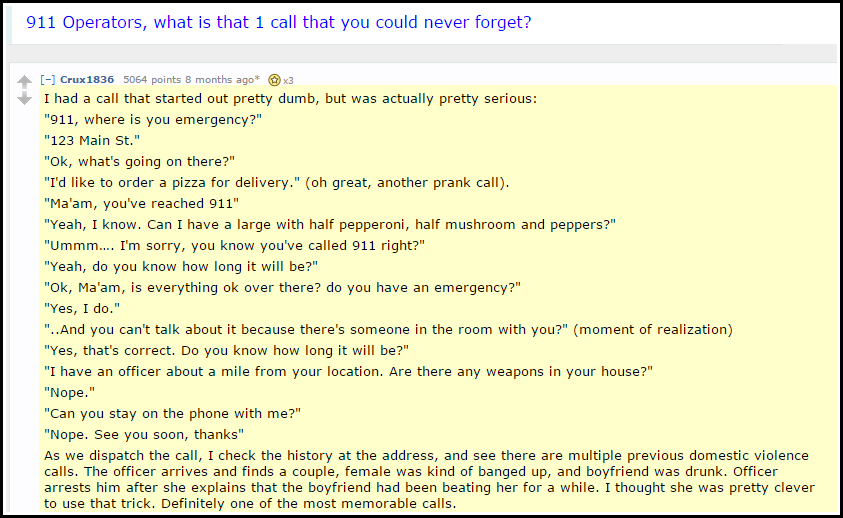 911 Operators, what is that 1 call that you could never forget?
[–] Crux1836 5064 points 8 months ago* x3
I had a call that started out pretty dumb, but was actually pretty serious:
"911, where is you emergency?"
"123 Main St."
"Ok, what's going on there?"
"I'd like to order a pizza for delivery." (oh great, another prank call).
"Ma'am, you've reached 911"
"Yeah, I know. Can I have a large with half pepperoni, half mushroom and peppers?"
"Ummm.... I'm sorry, you know you've called 911 right?"
"Yeah, do you know how long it will be?"
"Ok, Ma'am, is everything ok over there? do you have an emergency?"
"Yes, I do."
"..And you can't talk about it because there's someone in the room with you?" (moment of realization)
"Yes, that's correct. Do you know how long it will be?"
"I have an officer about a mile from your location. Are there any weapons in your house?"
"Nope."
"Can you stay on the phone with me?"
"Nope. See you soon, thanks"
As we dispatch the call, I check the history at the address, and see there are multiple previous domestic violence
calls. The officer arrives and finds a couple, female was kind of banged up, and boyfriend was drunk. Officer
arrests him after she explains that the boyfriend had been beating her for a while. I thought she was pretty clever
to use that trick. Definitely one of the most memorable calls.